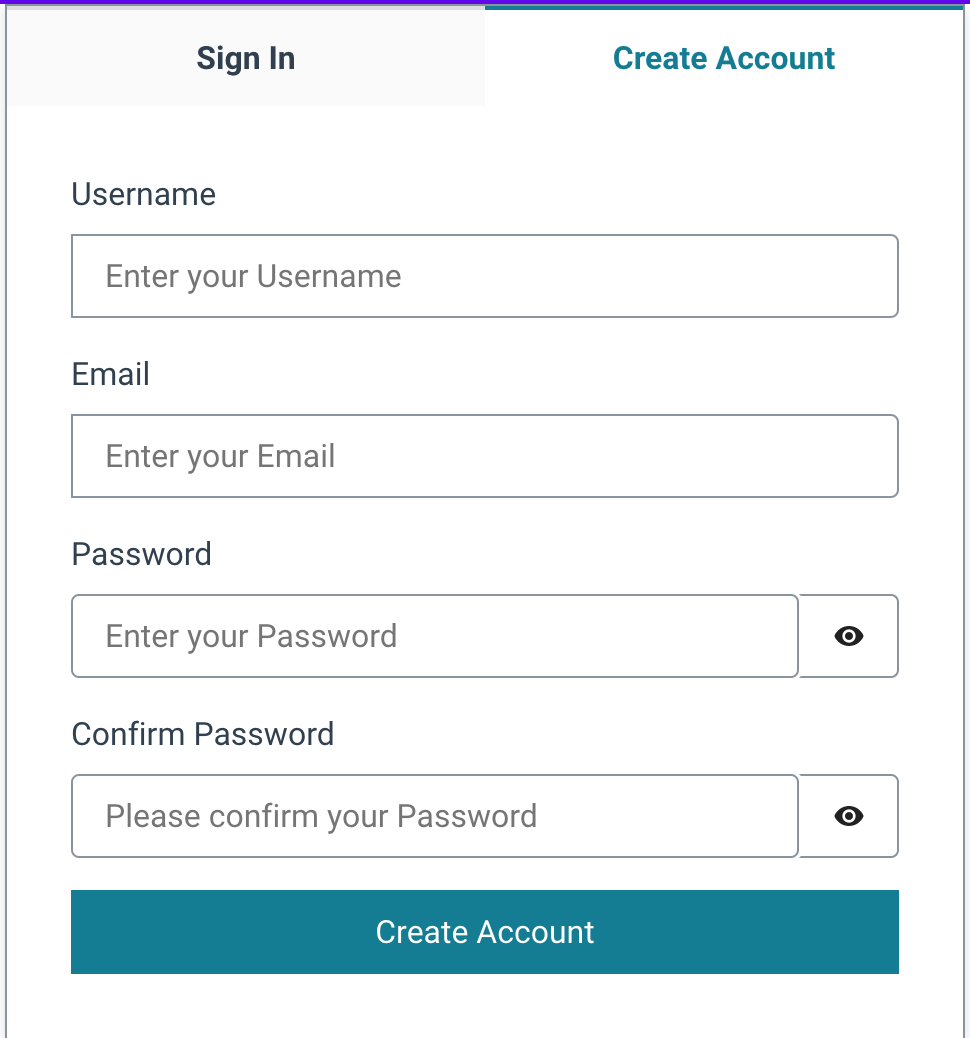 Sign In
Create Account
Username
Enter your Username
Email
Enter your Email
Password
Enter your Password
Confirm Password
Please confirm your Password
Create Account